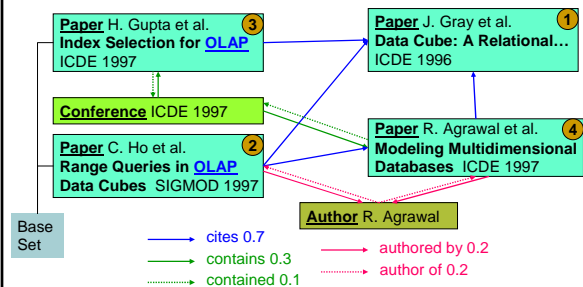 Paper H. Gupta et al.
3
Index Selection for OLAP
ICDE 1997
Paper J. Gray et al.
1
Data Cube: A Relational…
ICDE 1996
Conference ICDE 1997
Paper C. Ho et al.
2
Range Queries in OLAP
Data Cubes SIGMOD 1997
Paper R. Agrawal et al.
4
Modeling Multidimensional
Databases ICDE 1997
Author R. Agrawal
Base
Set
cites 0.7
contains 0.3
contained 0.1
authored by 0.2
author of 0.2